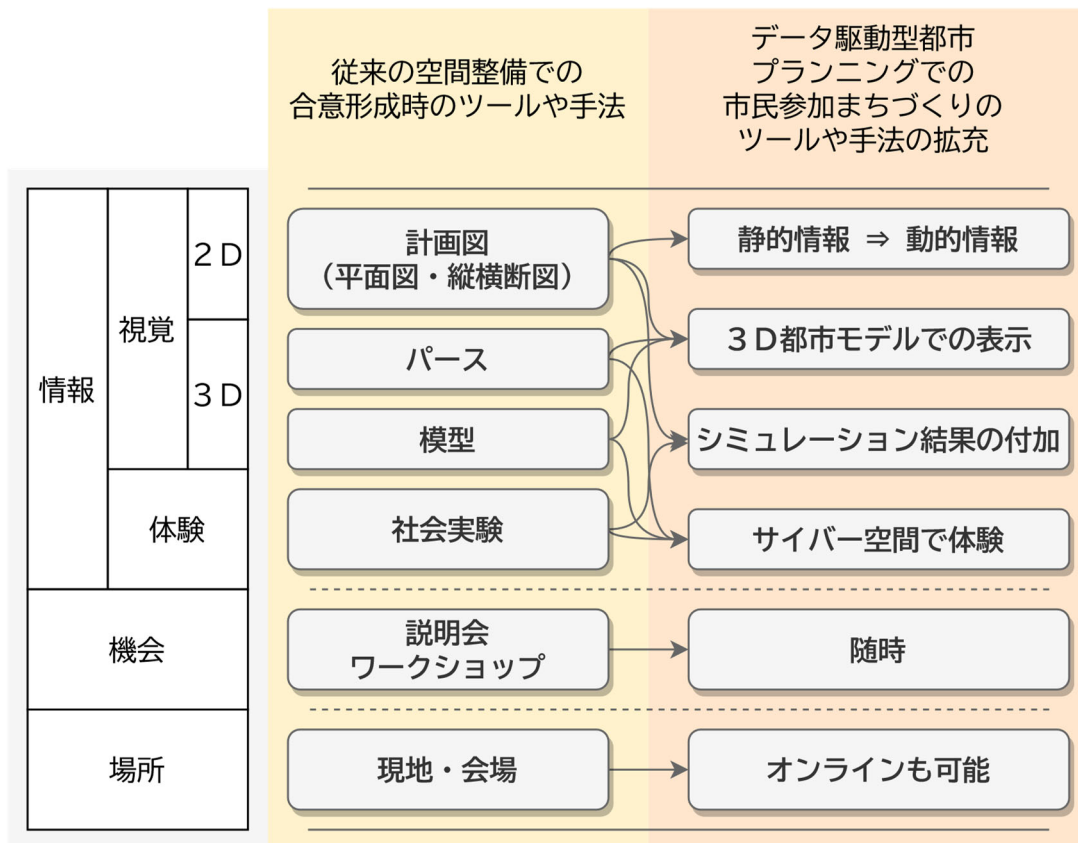 従来の空間整備での
合意形成時のツールや手法
データ駆動型都市
プランニングでの
市民参加まちづくりの
ツールや手法の拡充
情報
視覚
２Ｄ
３Ｄ
体験
機会
場所
計画図
（平面図・縦横断図）
パース
模型
社会実験
説明会
ワークショップ
現地・会場
静的情報 ⇒ 動的情報
３Ｄ都市モデルでの表示
シミュレーション結果の付加
サイバー空間で体験
随時
オンラインも可能